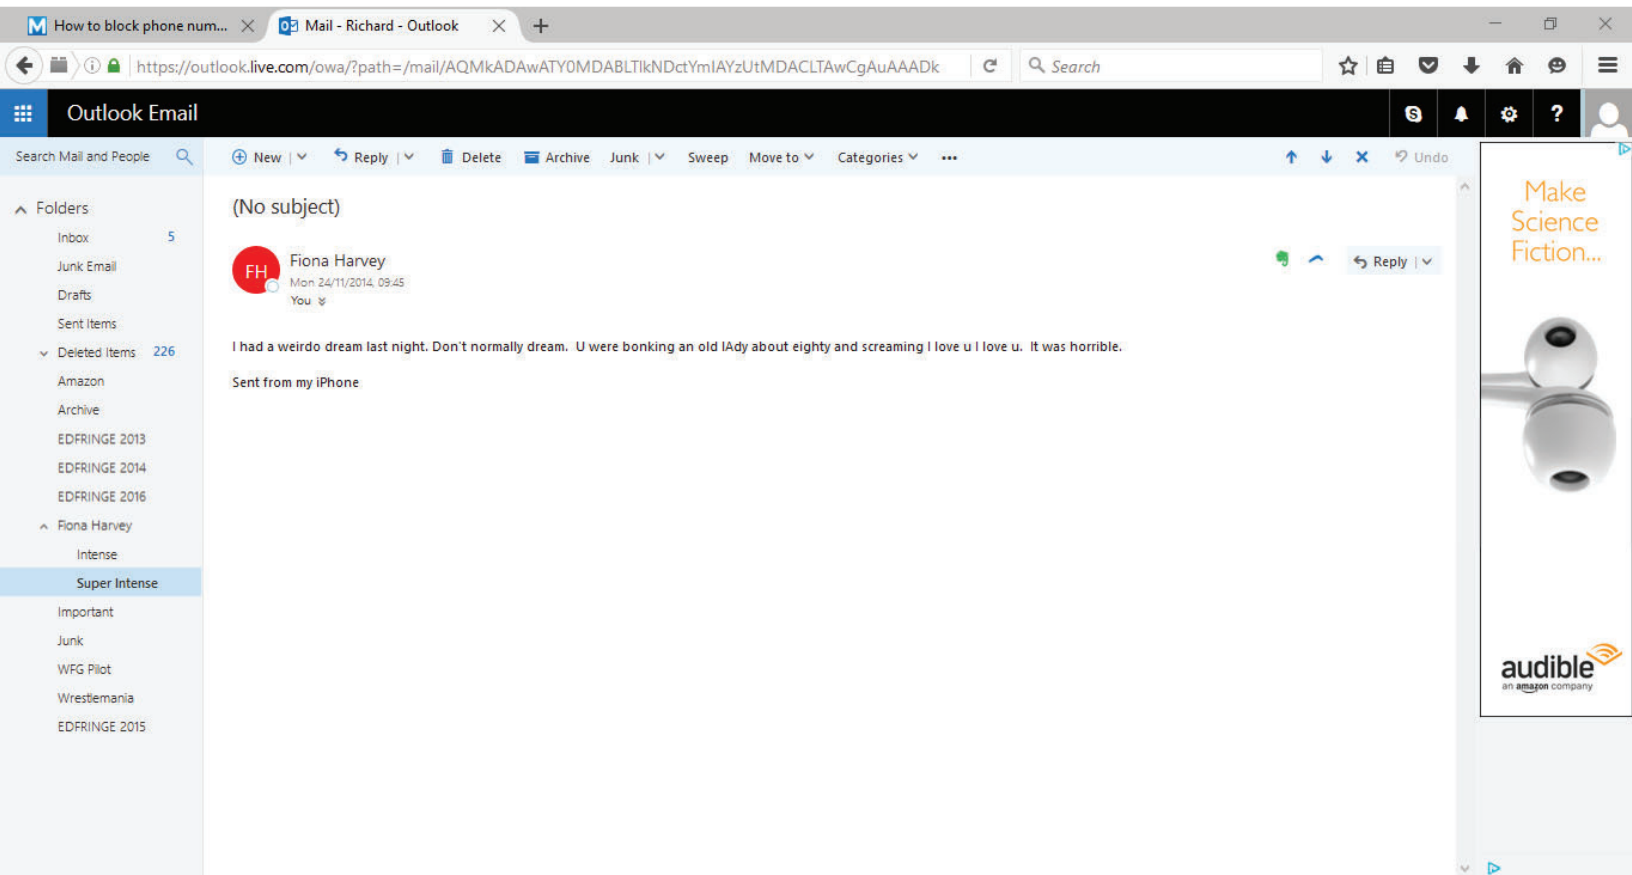 How to block phone num...
Mail - Richard - Outlook
https://outlook.live.com/owa/?path=/mail/AQMkADAwATY0MDABLTlkNDctYmIAYzUtMDACLTAwCgAuAAADk
Search
Outlook Email
Search Mail and People
New
Reply
Delete
Archive
Junk
Sweep
Move to
Categories
Undo
Folders
Inbox 5
Junk Email
Drafts
Sent Items
Deleted Items 226
Amazon
Archive
EDFRINGE 2013
EDFRINGE 2014
EDFRINGE 2016
Fiona Harvey
Intense
Super Intense
Important
Junk
WFG Pilot
Wrestlemania
EDFRINGE 2015
(No subject)
FH
Fiona Harvey
Mon 24/11/2014, 09:45
You
Reply
I had a weirdo dream last night. Don't normally dream.  U were bonking an old lAdy about eighty and screaming I love u I love u.  It was horrible.
Sent from my iPhone
Make
Science
Fiction...
audible
an amazon company